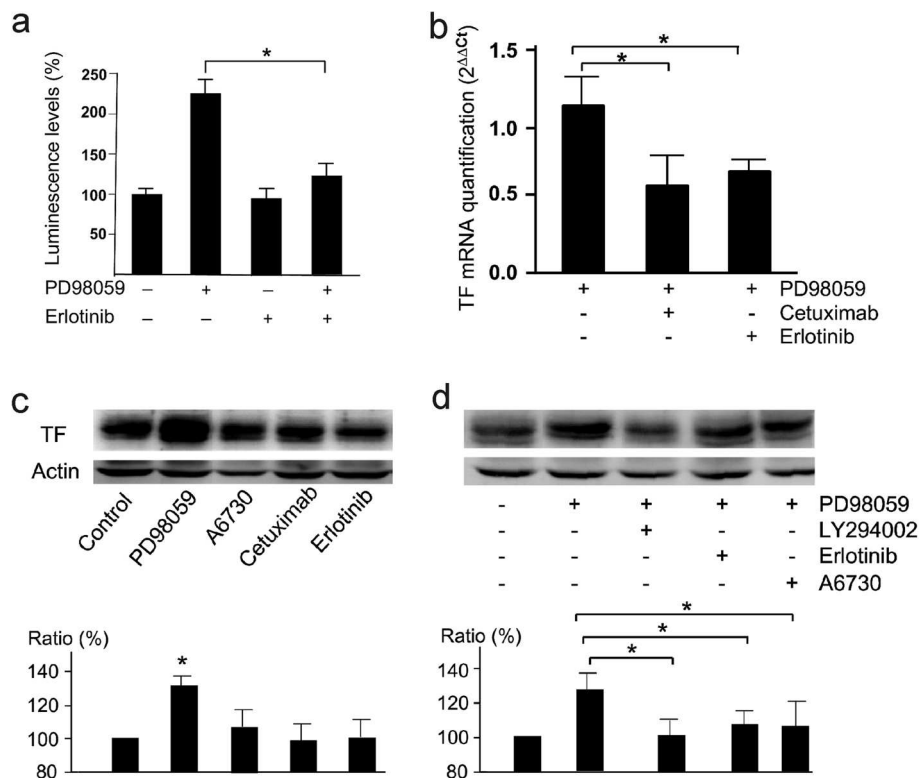 a
Luminescence levels (%)
250
200
150
100
50
*
PD98059 – + – +
Erlotinib – – + +
b
TF mRNA quantification (2ΔΔCt)
1.5
1.0
0.5
0.0
*
*
+ + + PD98059
- + - Cetuximab
- - + Erlotinib
c
TF
Actin
Control
PD98059
A6730
Cetuximab
Erlotinib
Ratio (%)
140
120
100
80
*
d
- + + + + PD98059
- - + - - LY294002
- - - + - Erlotinib
- - - - + A6730
Ratio (%)
140
120
100
80
*
*
*